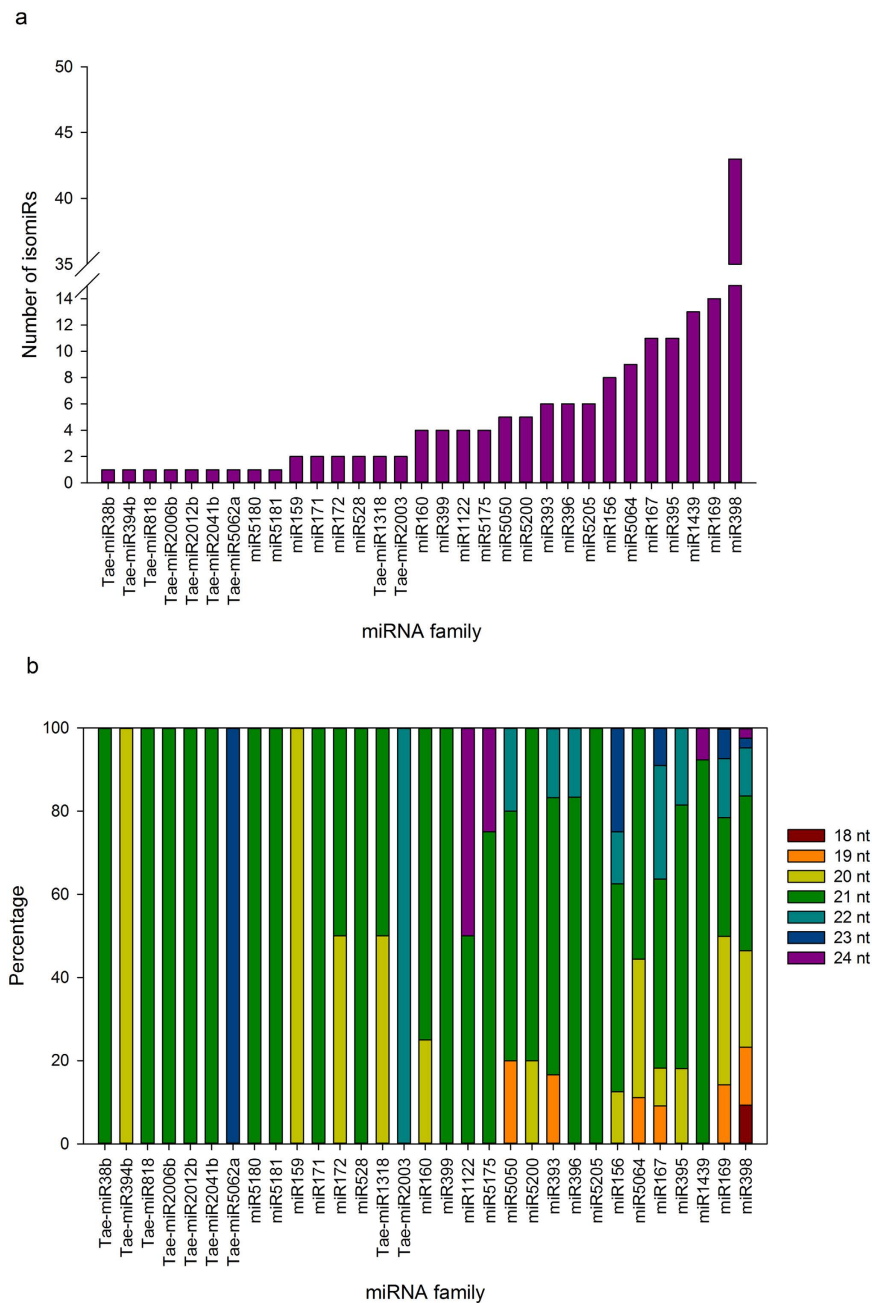 a
50
45
40
35
14
12
10
8
6
4
2
0
Number of isomiRs
Tae-miR38b
Tae-miR394b
Tae-miR818
Tae-miR2006b
Tae-miR2012b
Tae-miR2041b
Tae-miR5062a
miR5180
miR5181
miR159
miR171
miR172
miR528
Tae-miR1318
Tae-miR2003
miR160
miR399
miR1122
miR5175
miR5050
miR5200
miR393
miR396
miR5205
miR156
miR5064
miR167
miR395
miR1439
miR169
miR398
miRNA family
b
100
80
60
40
20
0
Percentage
18 nt
19 nt
20 nt
21 nt
22 nt
23 nt
24 nt
Tae-miR38b
Tae-miR394b
Tae-miR818
Tae-miR2006b
Tae-miR2012b
Tae-miR2041b
Tae-miR5062a
miR5180
miR5181
miR159
miR171
miR172
miR528
Tae-miR1318
Tae-miR2003
miR160
miR399
miR1122
miR5175
miR5050
miR5200
miR393
miR396
miR5205
miR156
miR5064
miR167
miR395
miR1439
miR169
miR398
miRNA family